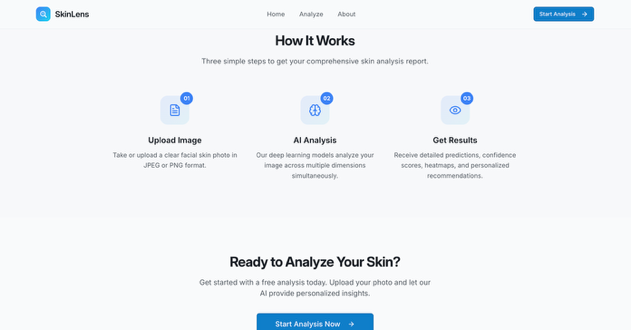 SkinLens
Home Analyze About
Start Analysis →
How It Works
Three simple steps to get your comprehensive skin analysis report.
01
Upload Image
Take or upload a clear facial skin photo in
JPEG or PNG format.
02
AI Analysis
Our deep learning models analyze your
image across multiple dimensions
simultaneously.
03
Get Results
Receive detailed predictions, confidence
scores, heatmaps, and personalized
recommendations.
Ready to Analyze Your Skin?
Get started with a free analysis today. Upload your photo and let our
AI provide personalized insights.
Start Analysis Now →